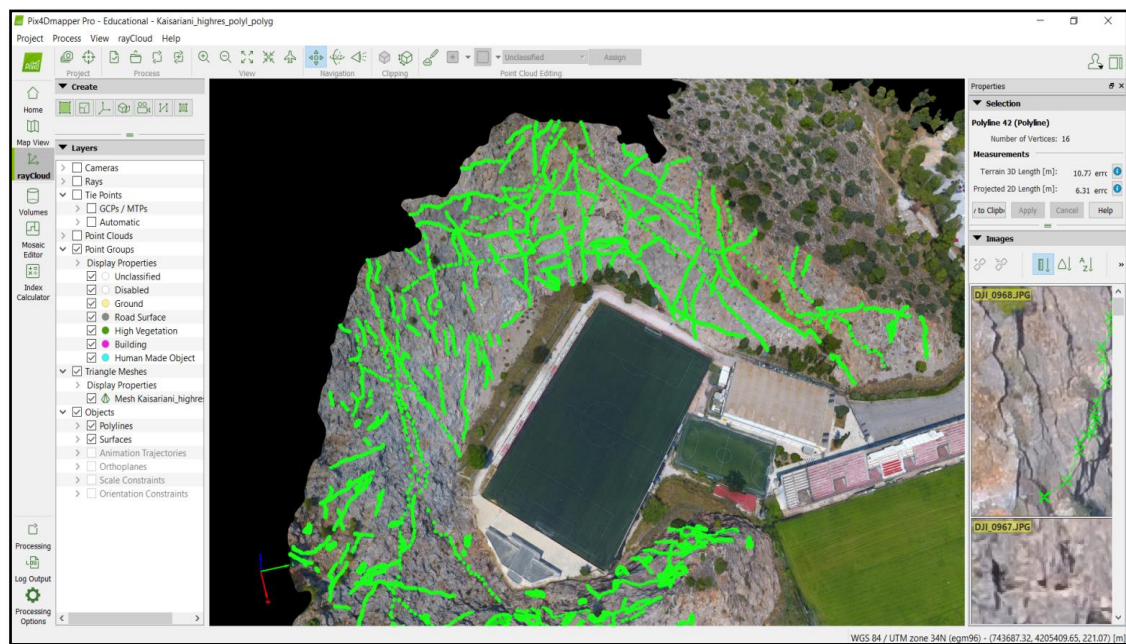 Pix4Dmapper Pro - Educational - Kaisariani_highres_polyl_polyg
Project Process View rayCloud Help
Project Process View Navigation Clipping Point Cloud Editing
Unclassified Assign
Home
Map View
rayCloud
Volumes
Mosaic
Editor
Index
Calculator
Processing
Log Output
Processing
Options
Create
Layers
Cameras
Rays
Tie Points
GCPs / MTPs
Automatic
Point Clouds
Point Groups
Display Properties
Unclassified
Disabled
Ground
Road Surface
High Vegetation
Building
Human Made Object
Triangle Meshes
Display Properties
Mesh Kaisariani_highre
Objects
Polylines
Surfaces
Animation Trajectories
Orthoplanes
Scale Constraints
Orientation Constraints
Properties
Selection
Polyline 42 (Polyline)
Number of Vertices: 16
Measurements
Terrain 3D Length [m]: 10.77 errc
Projected 2D Length [m]: 6.31 errc
to Clipb Apply Cancel Help
Images
DJI_0968.JPG
DJI_0967.JPG
WGS 84 / UTM zone 34N (egm96) - (743687.32, 4205409.65, 221.07) [m]